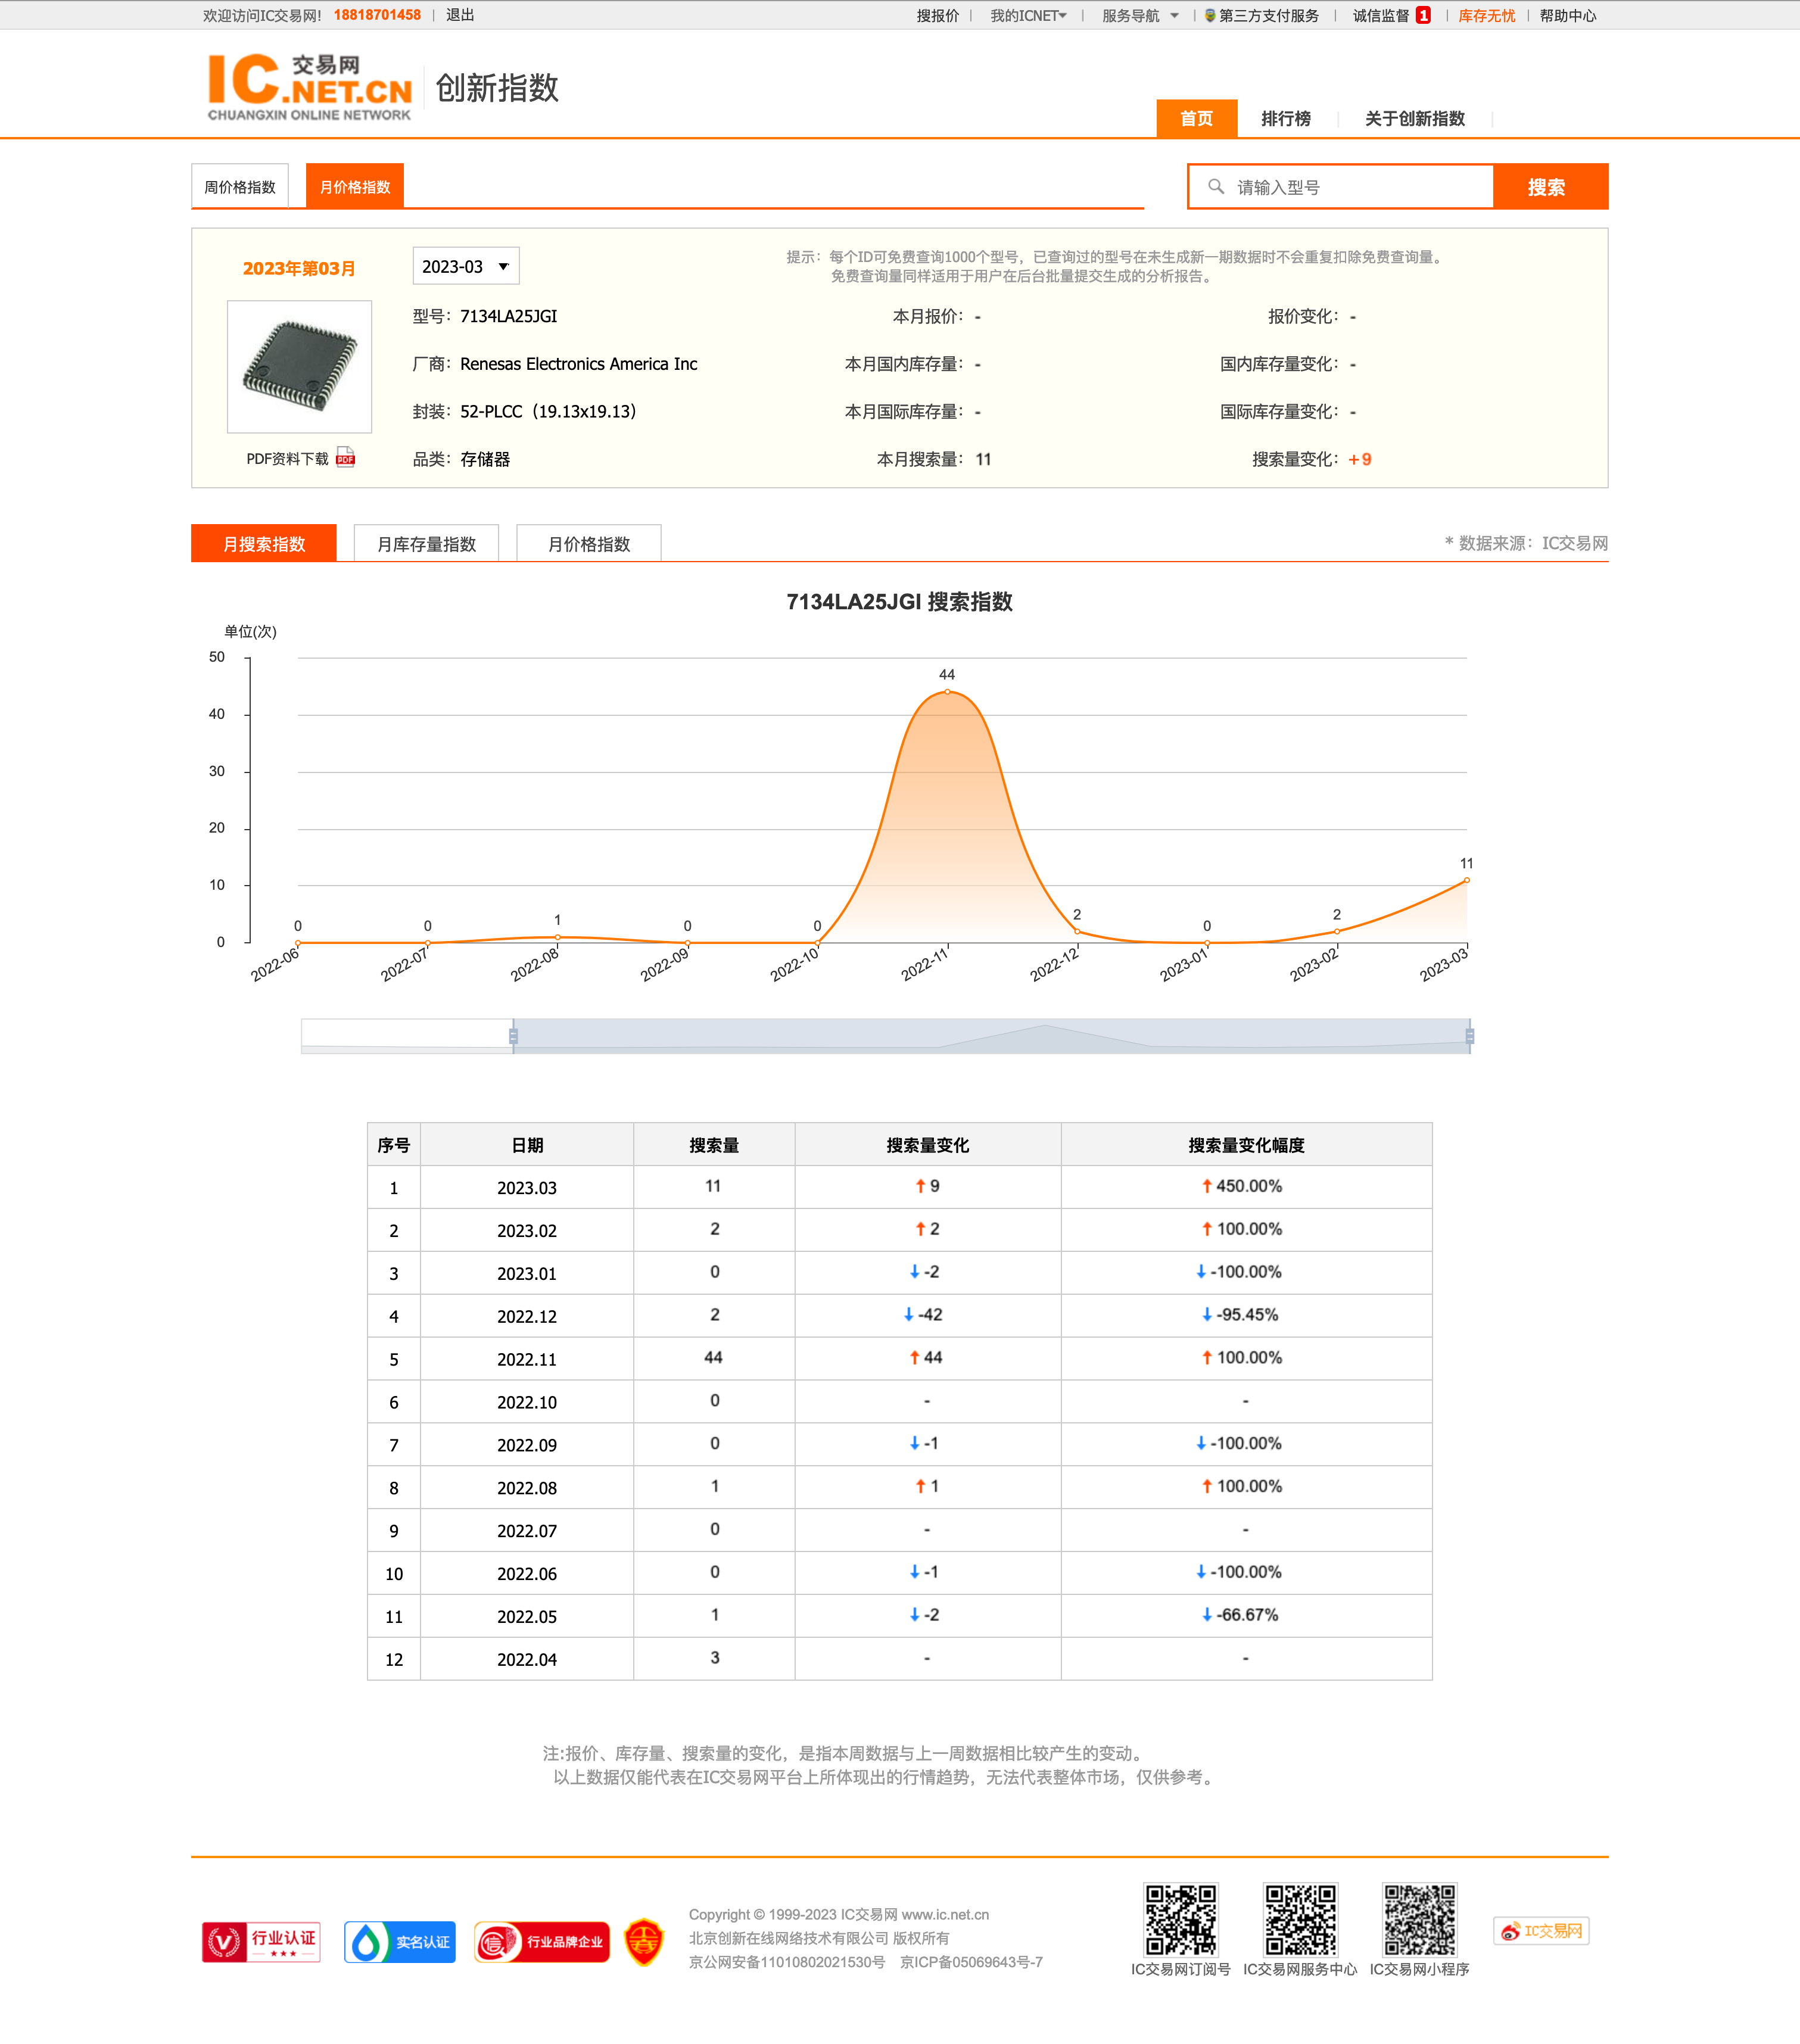 欢迎访问IC交易网! 18818701458 | 退出 搜报价 | 我的ICNET | 服务导航 | 第三方支付服务 | 诚信监督 1 | 库存无忧 | 帮助中心
IC 交易网 .NET.CN
CHUANGXIN ONLINE NETWORK
创新指数
首页 排行榜 关于创新指数
周价格指数 月价格指数 请输入型号 搜索
2023年第03月 2023-03
提示：每个ID可免费查询1000个型号，已查询过的型号在未生成新一期数据时不会重复扣除免费查询量。
免费查询量同样适用于用户在后台批量提交生成的分析报告。
型号：7134LA25JGI 本月报价：- 报价变化：-
厂商：Renesas Electronics America Inc 本月国内库存量：- 国内库存量变化：-
封装：52-PLCC（19.13x19.13） 本月国际库存量：- 国际库存量变化：-
PDF资料下载 PDF 品类：存储器 本月搜索量：11 搜索量变化：+9
月搜索指数 月库存量指数 月价格指数 * 数据来源：IC交易网
7134LA25JGI 搜索指数
单位(次)
50
44
40
30
20
11
10
0 0 1 0 0 2 0 2
0
2022-06 2022-07 2022-08 2022-09 2022-10 2022-11 2022-12 2023-01 2023-02 2023-03
序号 日期 搜索量 搜索量变化 搜索量变化幅度
1 2023.03 11 ↑9 ↑450.00%
2 2023.02 2 ↑2 ↑100.00%
3 2023.01 0 ↓-2 ↓-100.00%
4 2022.12 2 ↓-42 ↓-95.45%
5 2022.11 44 ↑44 ↑100.00%
6 2022.10 0 - -
7 2022.09 0 ↓-1 ↓-100.00%
8 2022.08 1 ↑1 ↑100.00%
9 2022.07 0 - -
10 2022.06 0 ↓-1 ↓-100.00%
11 2022.05 1 ↓-2 ↓-66.67%
12 2022.04 3 - -
注:报价、库存量、搜索量的变化，是指本周数据与上一周数据相比较产生的变动。
以上数据仅能代表在IC交易网平台上所体现出的行情趋势，无法代表整体市场，仅供参考。
行业认证
实名认证
信 行业品牌企业
Copyright © 1999-2023 IC交易网 www.ic.net.cn
北京创新在线网络技术有限公司 版权所有
京公网安备11010802021530号 京ICP备05069643号-7
IC交易网订阅号 IC交易网服务中心 IC交易网小程序
IC交易网